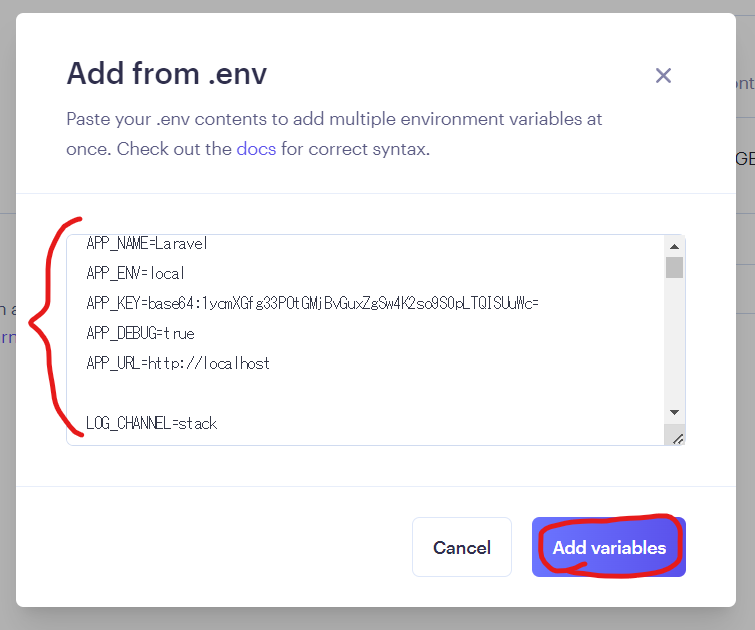 Add from .env
Paste your .env contents to add multiple environment variables at
once. Check out the docs for correct syntax.
APP_NAME=Laravel
APP_ENV=local
APP_KEY=base64:1ycmXGfg33POtGMjBvGuxZgSw4K2so9S0pLTQISUuWc=
APP_DEBUG=true
APP_URL=http://localhost
LOG_CHANNEL=stack
Cancel
Add variables